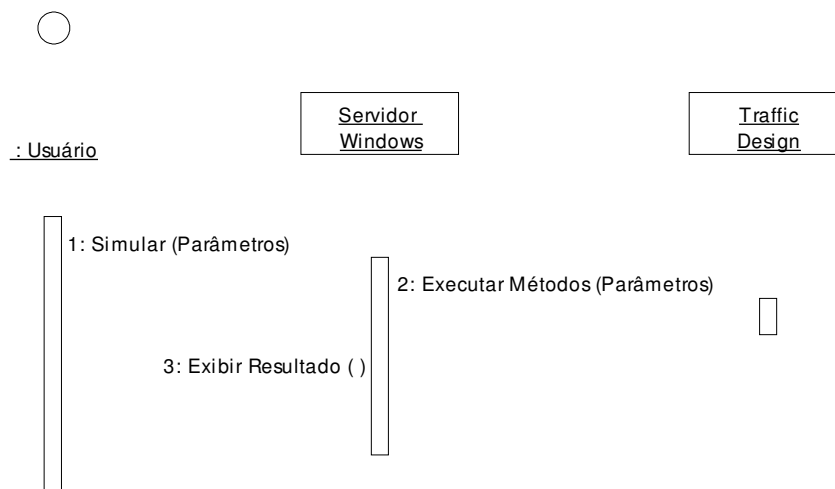 Servidor
Windows
Traffic
Design
: Usuário
1: Simular (Parâmetros)
2: Executar Métodos (Parâmetros)
3: Exibir Resultado ( )